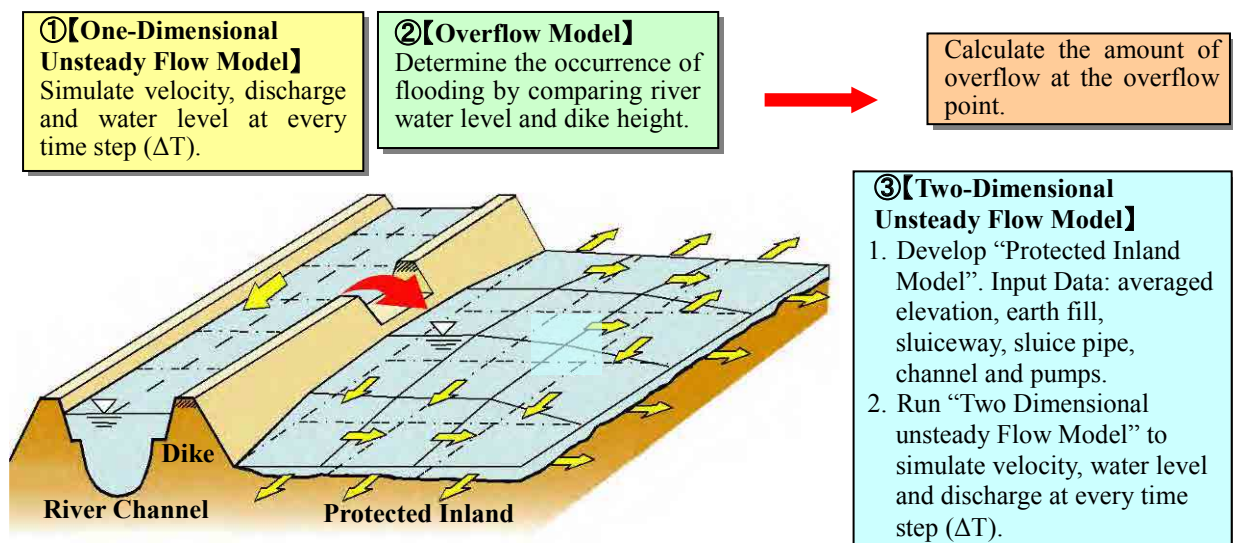 ①【One-Dimensional
Unsteady Flow Model】
Simulate velocity, discharge
and water level at every
time step (ΔT).
②【Overflow Model】
Determine the occurrence of
flooding by comparing river
water level and dike height.
Calculate the amount of
overflow at the overflow
point.
③【Two-Dimensional
Unsteady Flow Model】
1. Develop “Protected Inland
Model”. Input Data: averaged
elevation, earth fill,
sluiceway, sluice pipe,
channel and pumps.
2. Run “Two Dimensional
unsteady Flow Model” to
simulate velocity, water level
and discharge at every time
step (ΔT).
Dike
River Channel
Protected Inland